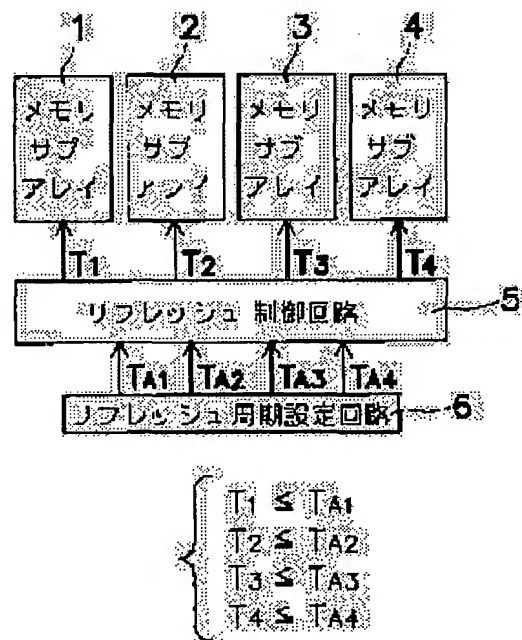 1 2 3 4
メモリ メモリ メモリ メモリ
サブ サブ サブ サブ
アレイ アレイ アレイ アレイ
T1 T2 T3 T4
リフレッシュ制御回路 5
TA1 TA2 TA3 TA4
リフレッシュ周期設定回路 6
T1 ≦ TA1
T2 ≦ TA2
T3 ≦ TA3
T4 ≦ TA4